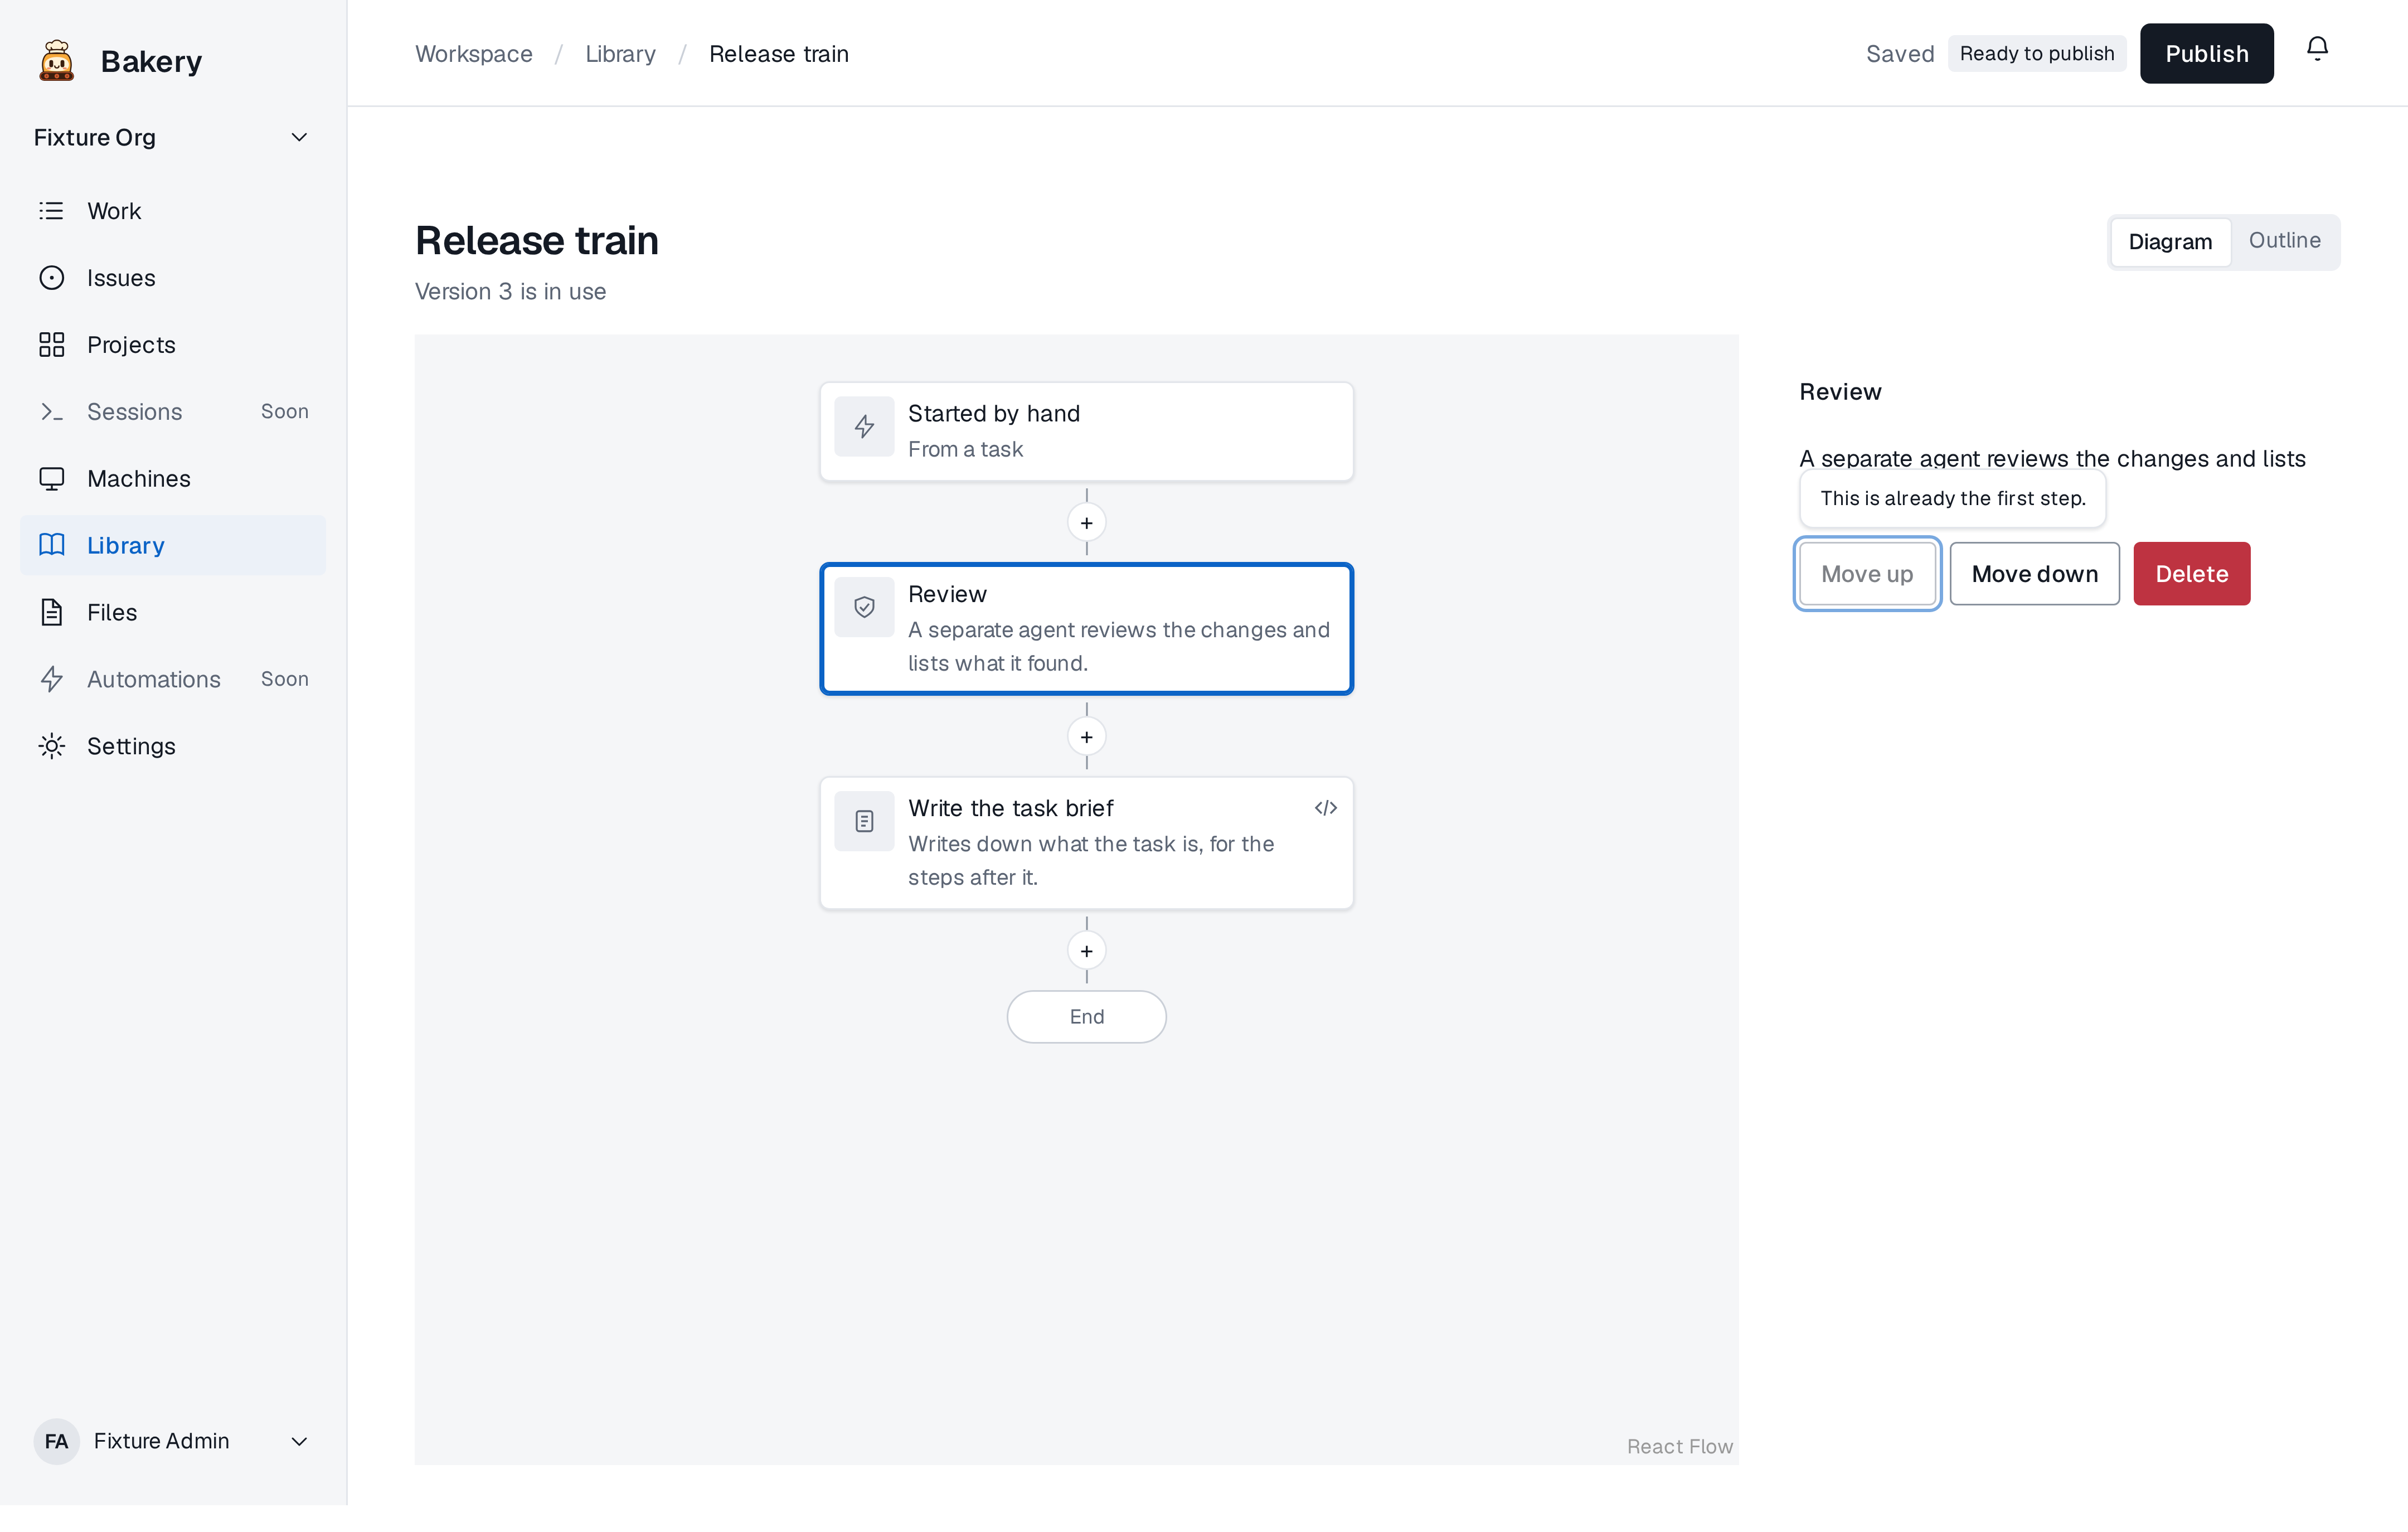 Bakery
Fixture Org
Work
Issues
Projects
Sessions Soon
Machines
Library
Files
Automations Soon
Settings
FA Fixture Admin
Workspace / Library / Release train
Saved Ready to publish Publish
Release train
Version 3 is in use
Diagram Outline
Started by hand
From a task
+
Review
A separate agent reviews the changes and
lists what it found.
+
Write the task brief
Writes down what the task is, for the
steps after it.
+
End
React Flow
Review
A separate agent reviews the changes and lists
This is already the first step.
Move up Move down Delete